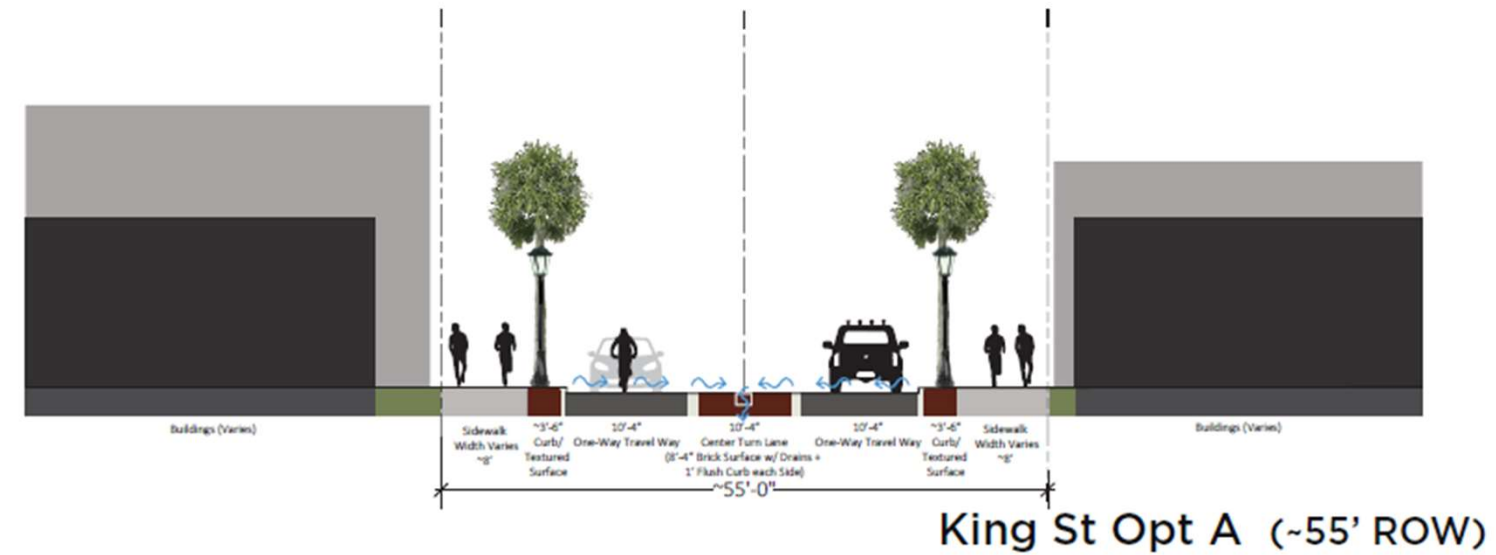 Buildings (Varies)
Sidewalk
Width Varies
~8'
~3'-6"
Curb/
Textured
Surface
10'-4"
One-Way Travel Way
10'-4"
Center Turn Lane
(8'-4" Brick Surface w/ Drains +
1' Flush Curb each Side)
10'-4"
One-Way Travel Way
~3'-6"
Curb/
Textured
Surface
Sidewalk
Width Varies
~8'
Buildings (Varies)
~55'-0"
King St Opt A (~55' ROW)